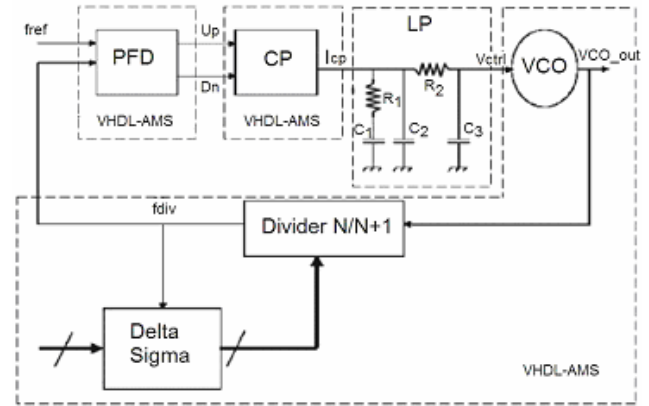 LP
fref
Up
Icp
Vctrl
VCO_out
PFD
CP
VCO
R1
R2
Dn
C1
C2
C3
VHDL-AMS
VHDL-AMS
fdiv
Divider N/N+1
Delta
Sigma
VHDL-AMS